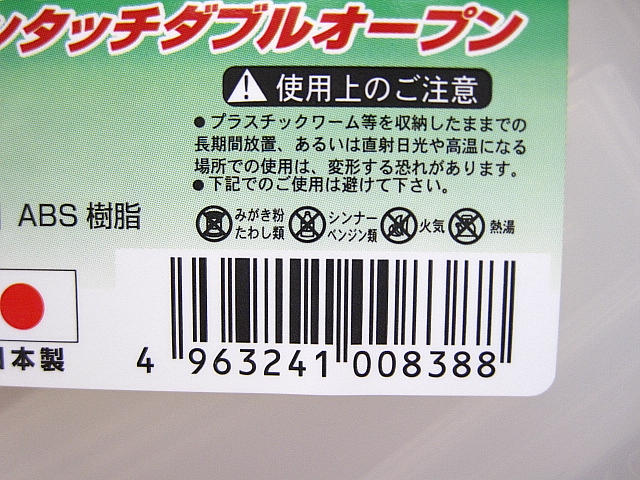 ンタッチダブルオープン
使用上のご注意
●プラスチックワーム等を収納したままでの
長期間放置、あるいは直射日光や高温になる
場所での使用は、変形する恐れがあります。
●下記でのご使用は避けて下さい。
ABS樹脂
みがき粉
たわし類
シンナー
ベンジン類
火気
熱湯
日本製
4 963241 008388